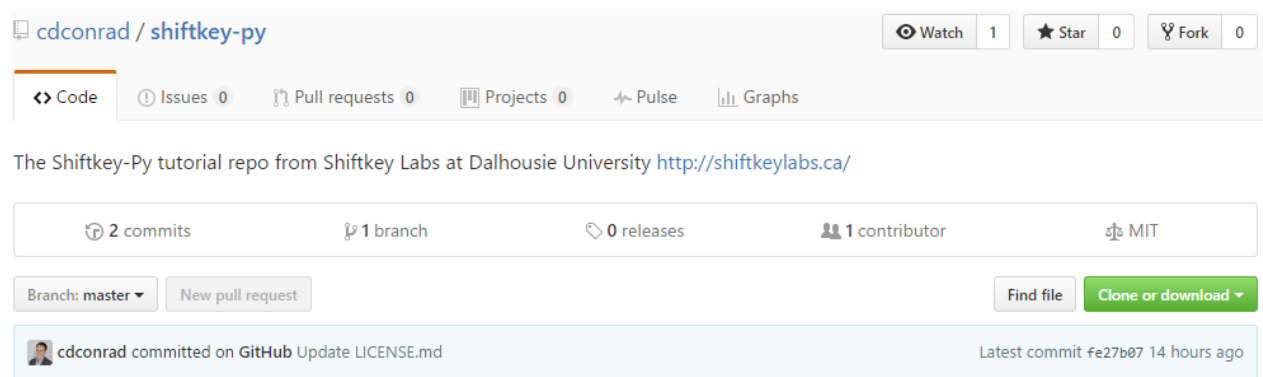 cdconrad / shiftkey-py Watch 1 Star 0 Fork 0
Code Issues 0 Pull requests 0 Projects 0 Pulse Graphs
The Shiftkey-Py tutorial repo from Shiftkey Labs at Dalhousie University http://shiftkeylabs.ca/
2 commits 1 branch 0 releases 1 contributor MIT
Branch: master New pull request Find file Clone or download
cdconrad committed on GitHub Update LICENSE.md Latest commit fe27b07 14 hours ago